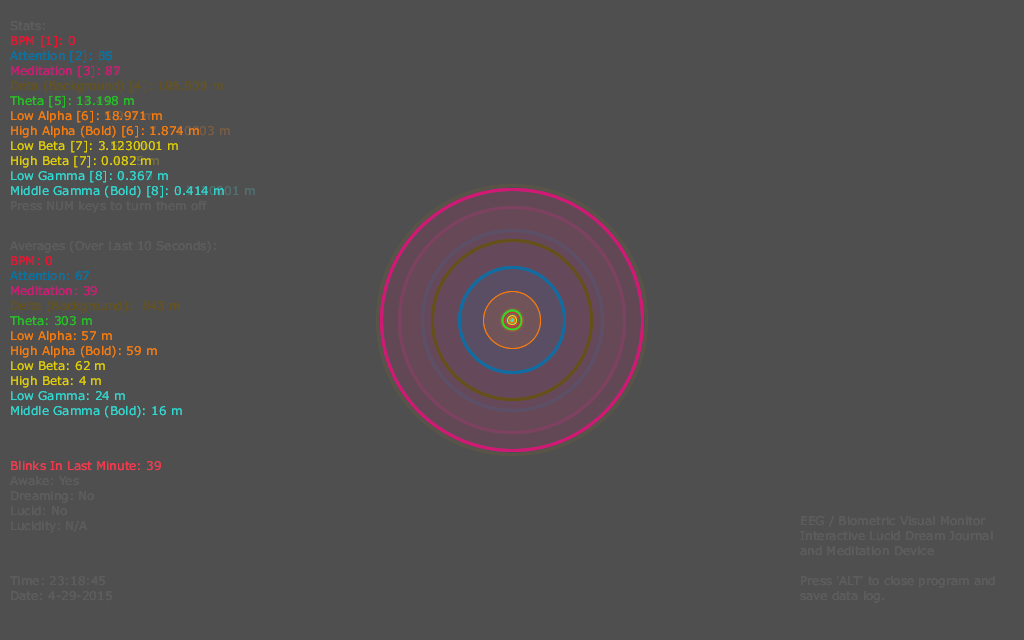 Stats:
BPM [1]: 0
Attention [2]: 38
Meditation [3]: 87
Theta [5]: 13.198 m
Low Alpha [6]: 18.971 m
High Alpha (Bold) [6]: 1.874 m
Low Beta [7]: 3.1230001 m
High Beta [7]: 0.082 m
Low Gamma [8]: 0.367 m
Middle Gamma (Bold) [8]: 0.414 m
Press NUM keys to turn them off
Averages (Over Last 10 Seconds):
BPM: 0
Attention: 67
Meditation: 39
Theta: 303 m
Low Alpha: 57 m
High Alpha (Bold): 59 m
Low Beta: 62 m
High Beta: 4 m
Low Gamma: 24 m
Middle Gamma (Bold): 16 m
Blinks In Last Minute: 39
Awake: Yes
Dreaming: No
Lucid: No
Lucidity: N/A
Time: 23:18:45
Date: 4-29-2015
EEG / Biometric Visual Monitor
Interactive Lucid Dream Journal
and Meditation Device
Press 'ALT' to close program and
save data log.